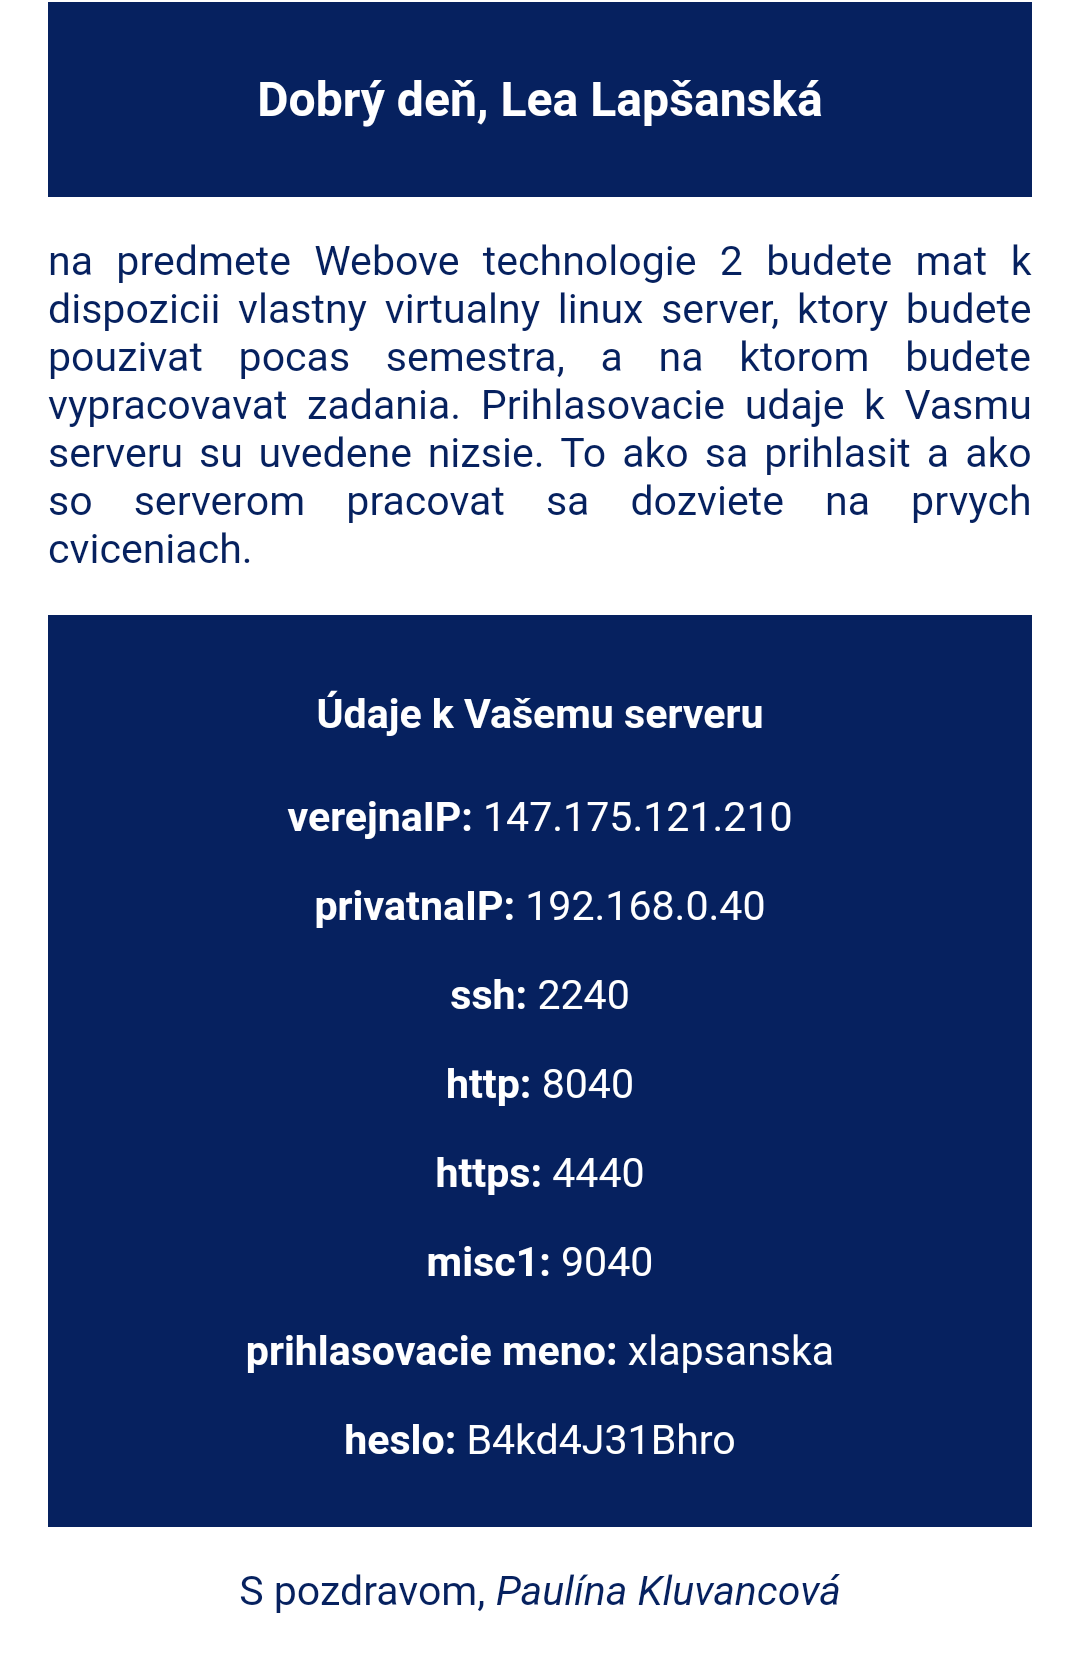 Dobrý deň, Lea Lapšanská
na predmete Webove technologie 2 budete mat k
dispozicii vlastny virtualny linux server, ktory budete
pouzivat pocas semestra, a na ktorom budete
vypracovavat zadania. Prihlasovacie udaje k Vasmu
serveru su uvedene nizsie. To ako sa prihlasit a ako
so serverom pracovat sa dozviete na prvych
cviceniach.
Údaje k Vašemu serveru
verejnaIP: 147.175.121.210
privatnaIP: 192.168.0.40
ssh: 2240
http: 8040
https: 4440
misc1: 9040
prihlasovacie meno: xlapsanska
heslo: B4kd4J31Bhro
S pozdravom, Paulína Kluvancová